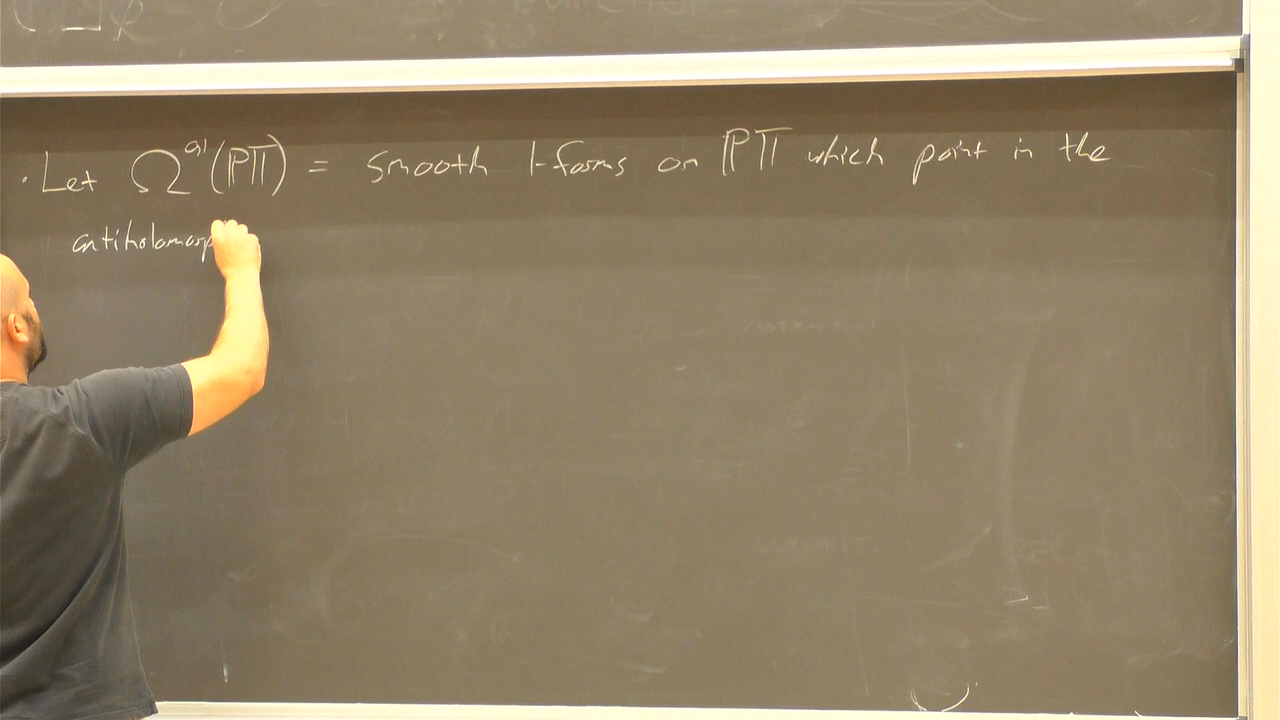 · Let Ω^{0,1}(ℙ𝕋) = smooth 1-forms on ℙ𝕋 which point in the
antiholomorp